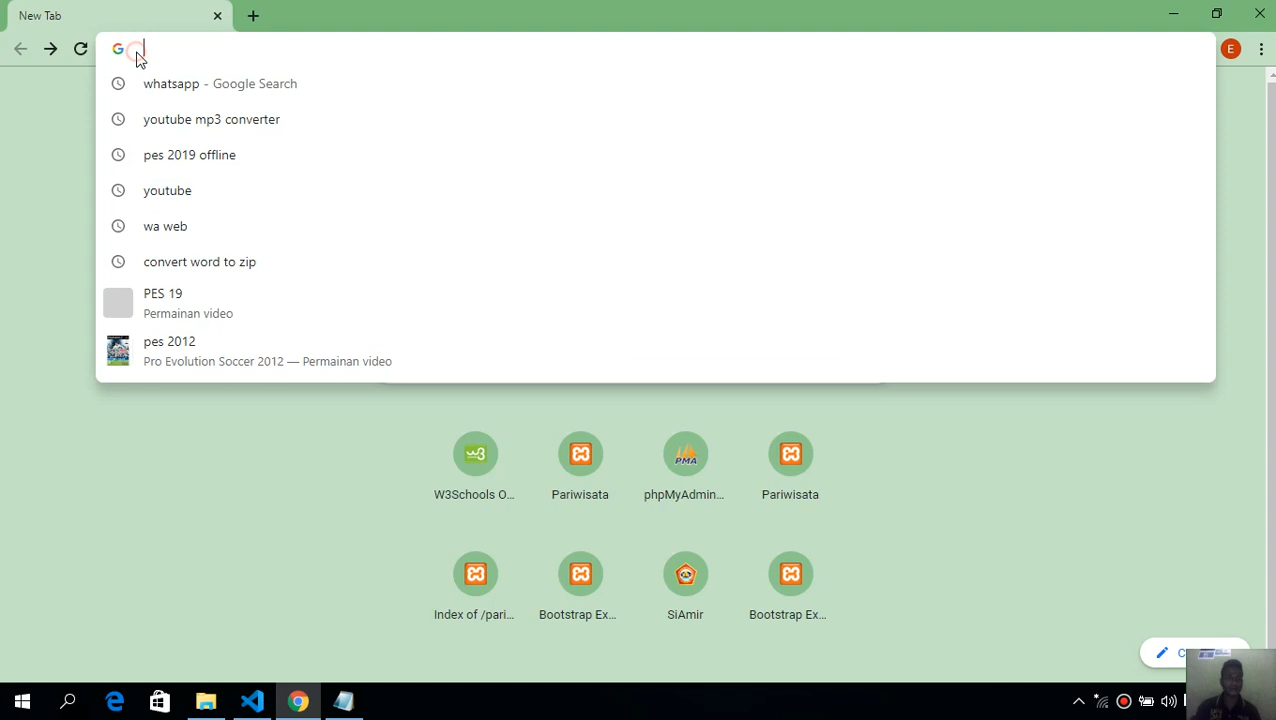 New Tab
whatsapp - Google Search
youtube mp3 converter
pes 2019 offline
youtube
wa web
convert word to zip
PES 19
Permainan video
pes 2012
Pro Evolution Soccer 2012 — Permainan video
W3Schools O...
Pariwisata
phpMyAdmin...
Pariwisata
Index of /pari...
Bootstrap Ex...
SiAmir
Bootstrap Ex...
E